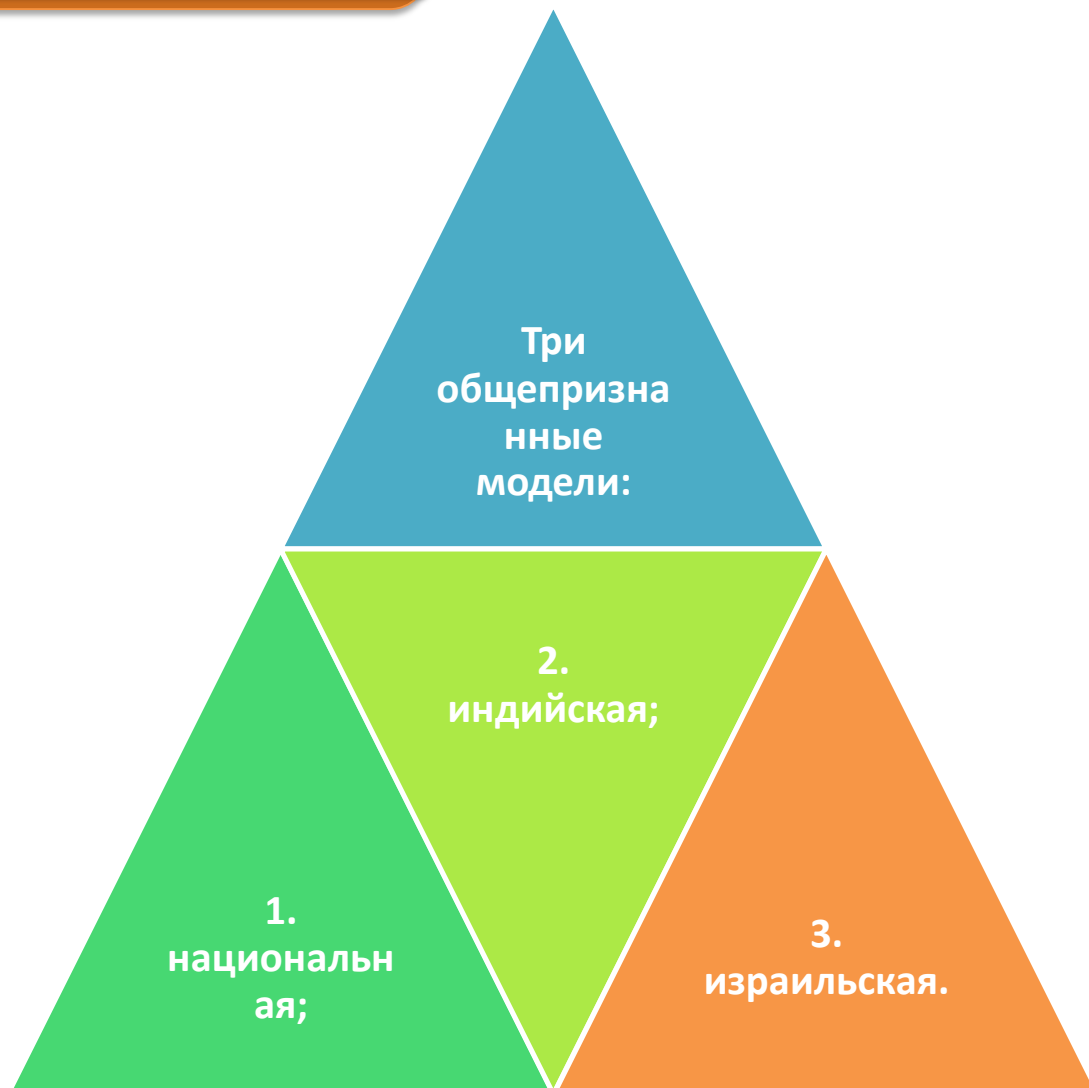 Три
общепризна
нные
модели:
1.
национальн
ая;
2.
индийская;
3.
израильская.